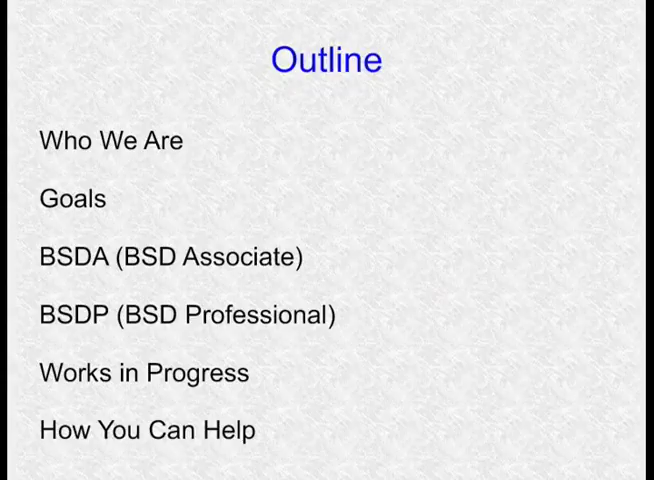 Outline
Who We Are
Goals
BSDA (BSD Associate)
BSDP (BSD Professional)
Works in Progress
How You Can Help